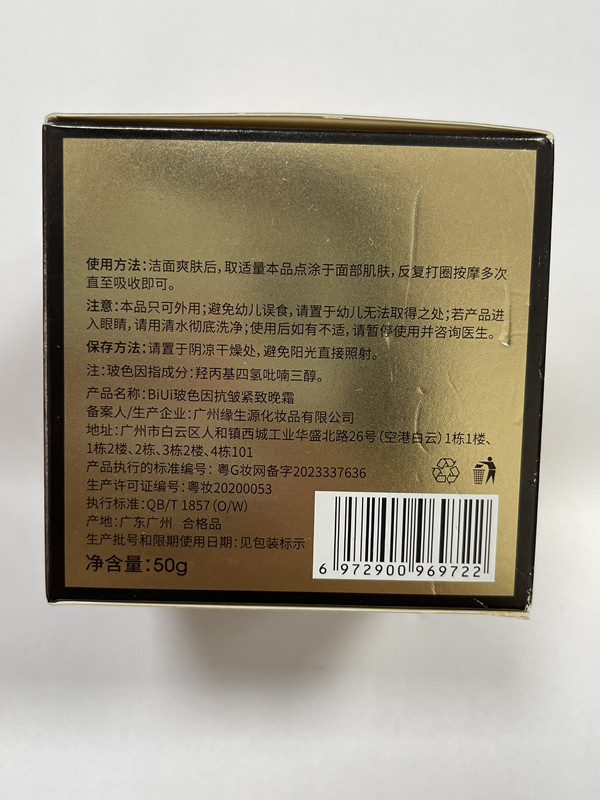 使用方法:洁面爽肤后,取适量本品点涂于面部肌肤,反复打圈按摩多次
直至吸收即可。
注意:本品只可外用;避免幼儿误食,请置于幼儿无法取得之处;若产品进
入眼睛,请用清水彻底洗净;使用后如有不适,请暂停使用并咨询医生。
保存方法:请置于阴凉干燥处,避免阳光直接照射。
注:玻色因指成分:羟丙基四氢吡喃三醇。
产品名称:BiUi玻色因抗皱紧致晚霜
备案人/生产企业:广州缘生源化妆品有限公司
地址:广州市白云区人和镇西城工业华盛北路26号(空港白云)1栋1楼、
1栋2楼、2栋、3栋2楼、4栋101
产品执行的标准编号:粤G妆网备字2023337636
生产许可证编号:粤妆20200053
执行标准:QB/T 1857(O/W)
产地:广东广州 合格品
生产批号和限期使用日期:见包装标示
净含量:50g
6 972900 969722